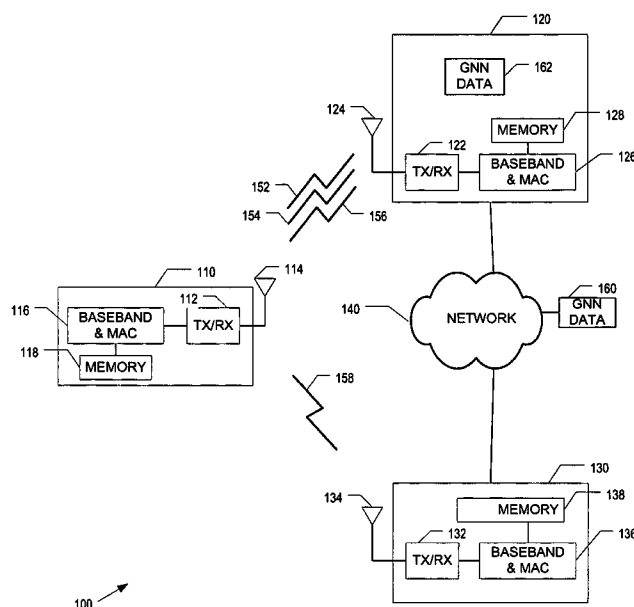 120
GNN
DATA
162
124
122
MEMORY
128
TX/RX
BASEBAND
& MAC
126
152
154
156
110
114
116
BASEBAND
& MAC
112
TX/RX
118
MEMORY
140
NETWORK
160
GNN
DATA
158
130
134
132
MEMORY
138
TX/RX
BASEBAND
& MAC
136
100